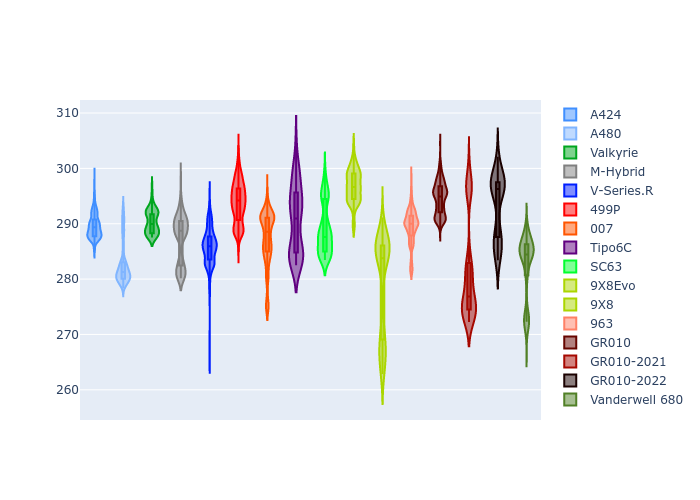 310
300
290
280
270
260
A424
A480
Valkyrie
M-Hybrid
V-Series.R
499P
007
Tipo6C
SC63
9X8Evo
9X8
963
GR010
GR010-2021
GR010-2022
Vanderwell 680